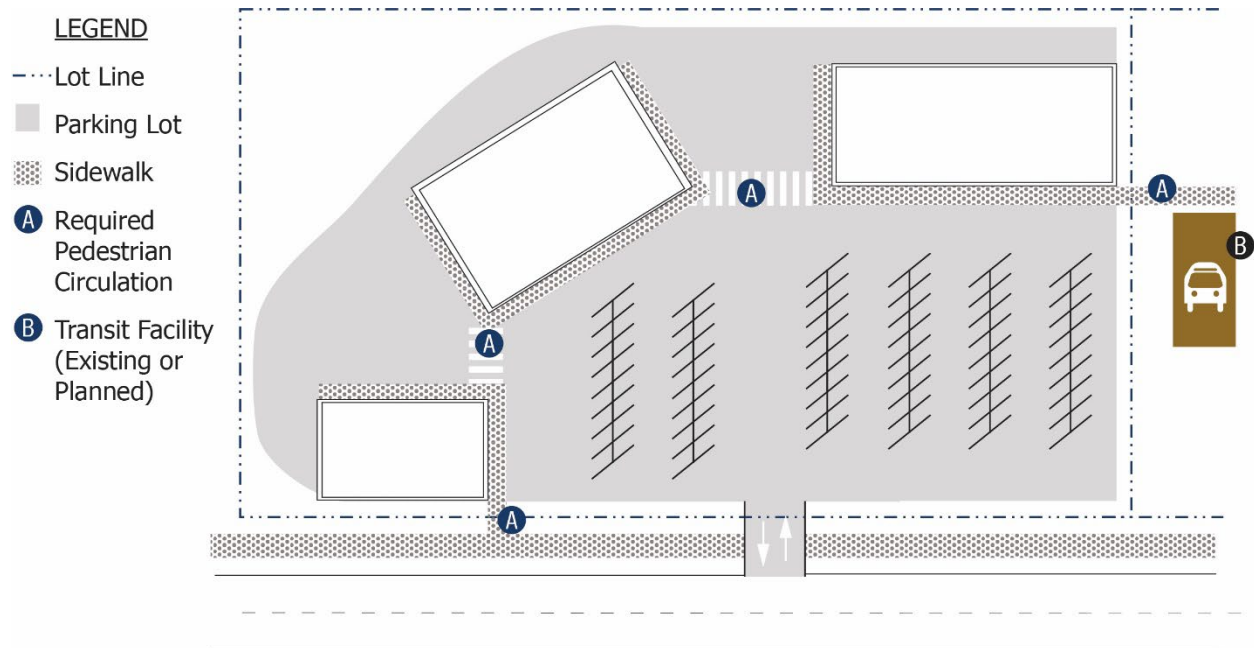 LEGEND
Lot Line
Parking Lot
Sidewalk
A Required
Pedestrian
Circulation
B Transit Facility
(Existing or
Planned)
A
A
B
A
A